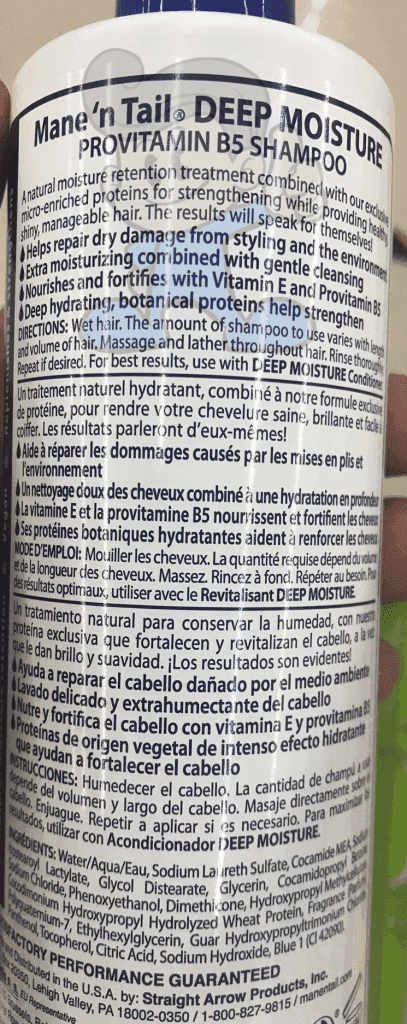 Mane 'n Tail® DEEP MOISTURE
PROVITAMIN B5 SHAMPOO
A natural moisture retention treatment combined with our exclusive
micro-enriched proteins for strengthening while providing healthy
shiny, manageable hair. The results will speak for themselves!
Helps repair dry damage from styling and the environment
Extra moisturizing combined with gentle cleansing
Nourishes and fortifies with Vitamin E and Provitamin B5
Deep hydrating, botanical proteins help strengthen
DIRECTIONS: Wet hair. The amount of shampoo to use varies with length
and volume of hair. Massage and lather throughout hair. Rinse thoroughly
Repeat if desired. For best results, use with DEEP MOISTURE Conditioner
Un traitement naturel hydratant, combiné à notre formule exclusive
de protéine, pour rendre votre chevelure saine, brillante et facile à
coiffer. Les résultats parleront d'eux-mêmes!
Aide à réparer les dommages causés par les mises en plis et
l'environnement
Un nettoyage doux des cheveux combiné à une hydratation en profondeur
La vitamine E et la provitamine B5 nourrissent et fortifient les cheveux
Ses protéines botaniques hydratantes aident à renforcer les cheveux
MODE D'EMPLOI: Mouiller les cheveux. La quantité requise dépend du volume
et de la longueur des cheveux. Massez. Rincez à fond. Répéter au besoin. Pour
des résultats optimaux, utiliser avec le Revitalisant DEEP MOISTURE.
Un tratamiento natural para conservar la humedad, con nuestra
proteína exclusiva que fortalecen y revitalizan el cabello, a la vez
que le dan brillo y suavidad. ¡Los resultados son evidentes!
Ayuda a reparar el cabello dañado por el medio ambiente
Lavado delicado y extrahumectante del cabello
Nutre y fortifica el cabello con vitamina E y provitamina B5
Proteínas de origen vegetal de intenso efecto hidratante
que ayudan a fortalecer el cabello
INSTRUCCIONES: Humedecer el cabello. La cantidad de champú a usar
depende del volumen y largo del cabello. Masaje directamente sobre el
cabello. Enjuague. Repetir a aplicar si es necesario. Para maximizar los
resultados, utilizar con Acondicionador DEEP MOISTURE.
INGREDIENTS: Water/Aqua/Eau, Sodium Laureth Sulfate, Cocamide MEA, Sodium
Lactylate, Glycol Distearate, Glycerin, Cocamidopropyl Betaine
Sodium Chloride, Phenoxyethanol, Dimethicone, Hydroxypropyl Methylcellulose
Hydroxypropyl Hydrolyzed Wheat Protein, Fragrance
Polyquaternium-7, Ethylhexylglycerin, Guar Hydroxypropyltrimonium Chloride
Panthenol, Tocopherol, Citric Acid, Sodium Hydroxide, Blue 1 (CI 42090).
FACTORY PERFORMANCE GUARANTEED
Distributed in the U.S.A. by: Straight Arrow Products, Inc.
20350, Lehigh Valley, PA 18002-0350 / 1-800-827-9815 / manentail.com
EU Representative